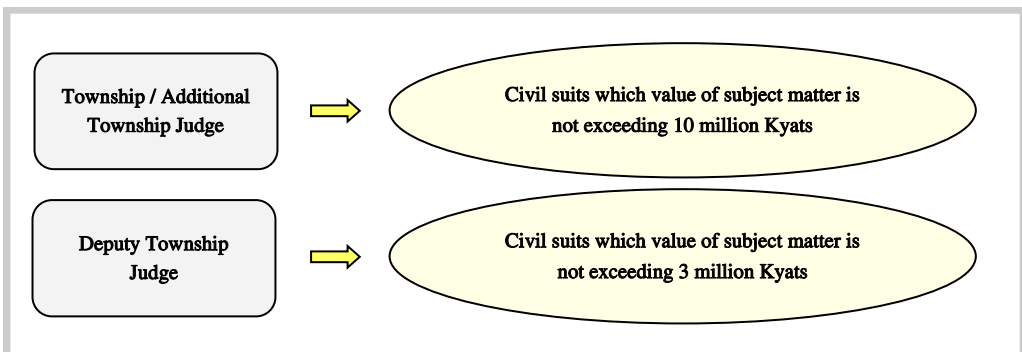 Township / Additional
Township Judge
Civil suits which value of subject matter is
not exceeding 10 million Kyats
Deputy Township
Judge
Civil suits which value of subject matter is
not exceeding 3 million Kyats